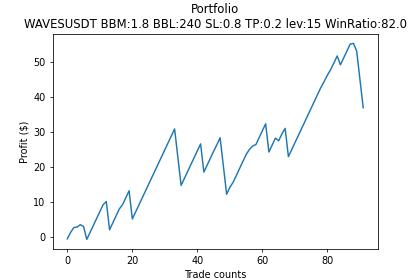 Portfolio
WAVESUSDT BBM:1.8 BBL:240 SL:0.8 TP:0.2 lev:15 WinRatio:82.0
Profit ($)
50
40
30
20
10
0
0 20 40 60 80
Trade counts